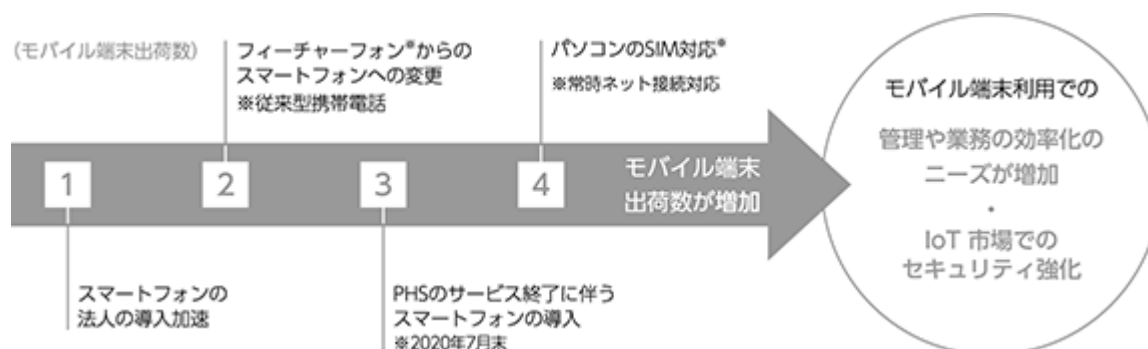 (モバイル端末出荷数)
フィーチャーフォン※からの
スマートフォンへの変更
※従来型携帯電話
パソコンのSIM対応※
※常時ネット接続対応
1
2
3
4
モバイル端末
出荷数が増加
スマートフォンの
法人の導入加速
PHSのサービス終了に伴う
スマートフォンの導入
※2020年7月末
モバイル端末利用での
管理や業務の効率化の
ニーズが増加
・
IoT 市場での
セキュリティ強化